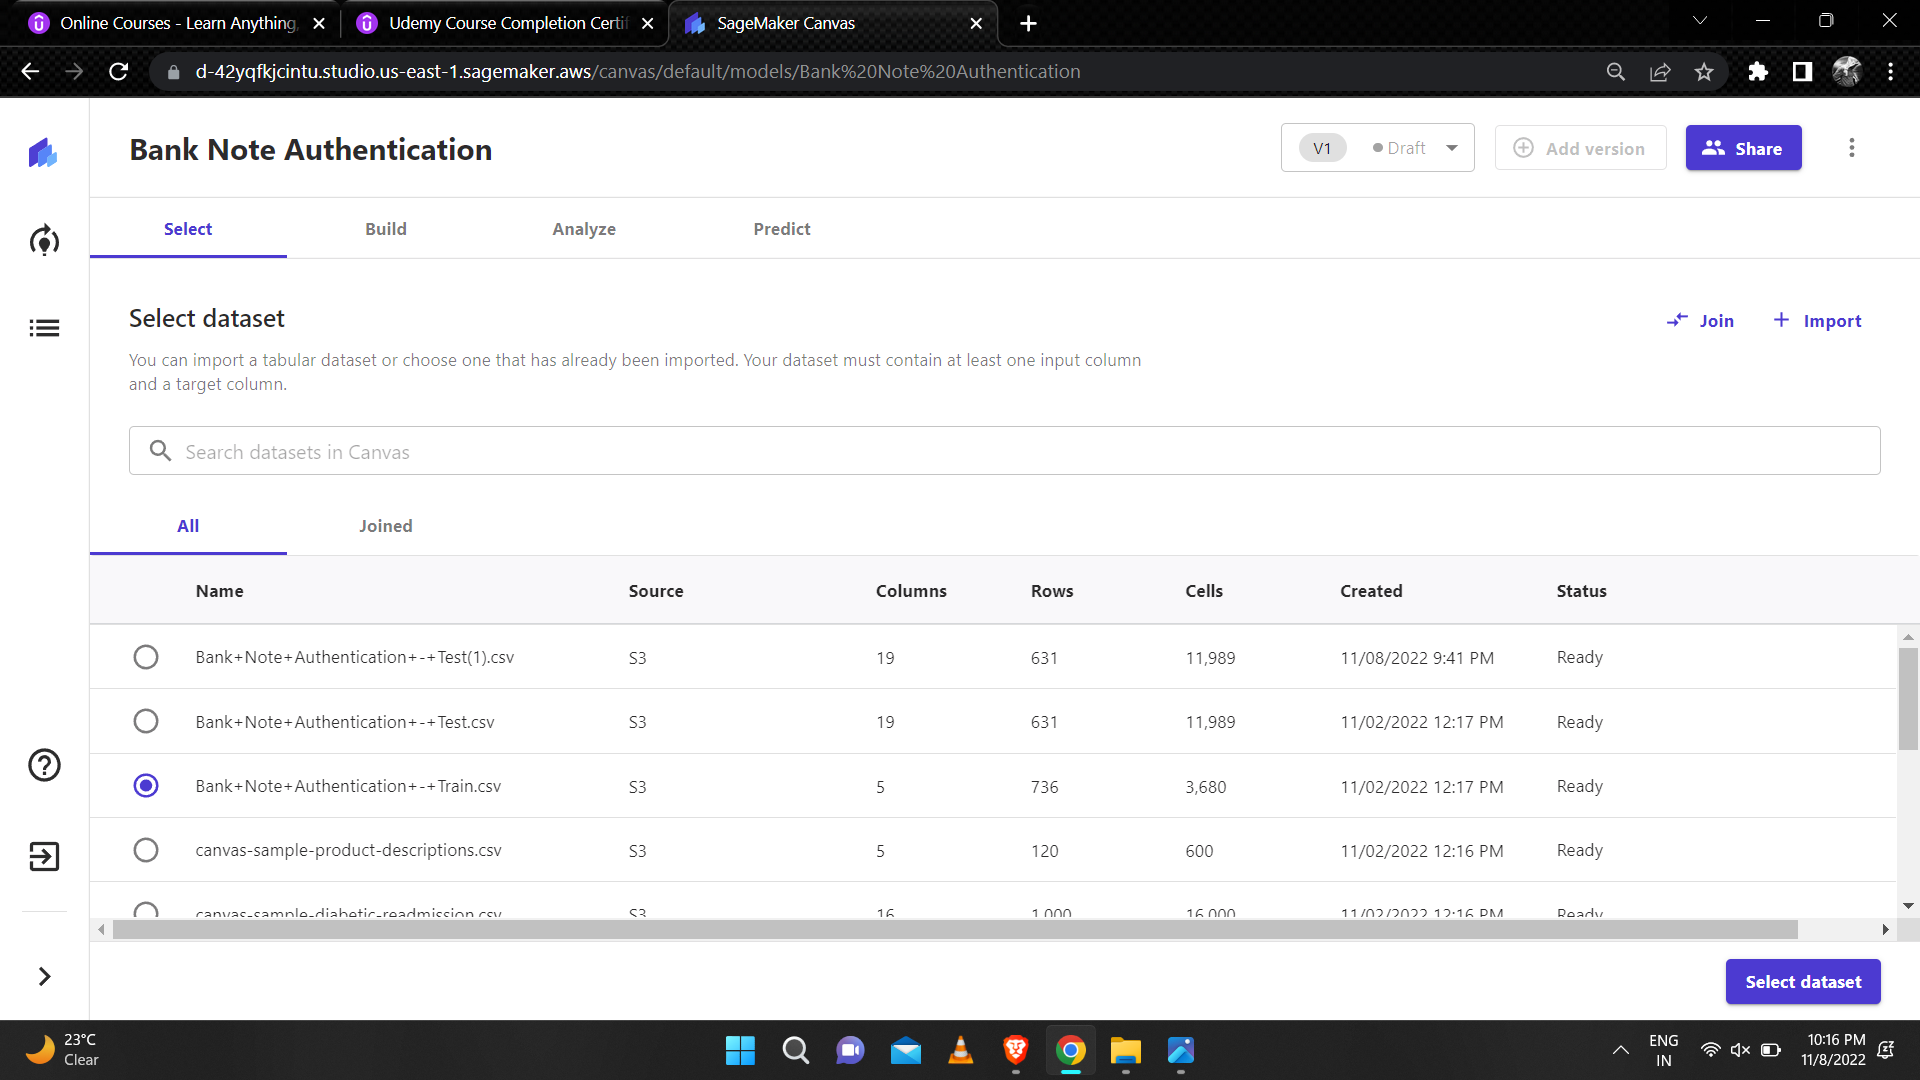 Online Courses - Learn Anything,
Udemy Course Completion Certif
SageMaker Canvas
d-42yqfkjcintu.studio.us-east-1.sagemaker.aws/canvas/default/models/Bank%20Note%20Authentication
Bank Note Authentication
V1
Draft
Add version
Share
Select
Build
Analyze
Predict
Select dataset
Join
Import
You can import a tabular dataset or choose one that has already been imported. Your dataset must contain at least one input column
and a target column.
Search datasets in Canvas
All
Joined
Name Source Columns Rows Cells Created Status
Bank+Note+Authentication+-+Test(1).csv S3 19 631 11,989 11/08/2022 9:41 PM Ready
Bank+Note+Authentication+-+Test.csv S3 19 631 11,989 11/02/2022 12:17 PM Ready
Bank+Note+Authentication+-+Train.csv S3 5 736 3,680 11/02/2022 12:17 PM Ready
canvas-sample-product-descriptions.csv S3 5 120 600 11/02/2022 12:16 PM Ready
canvas-sample-diabetic-readmission.csv S3 16 1,000 16,000 11/02/2022 12:16 PM Ready
Select dataset
23°C
Clear
ENG
IN
10:16 PM
11/8/2022